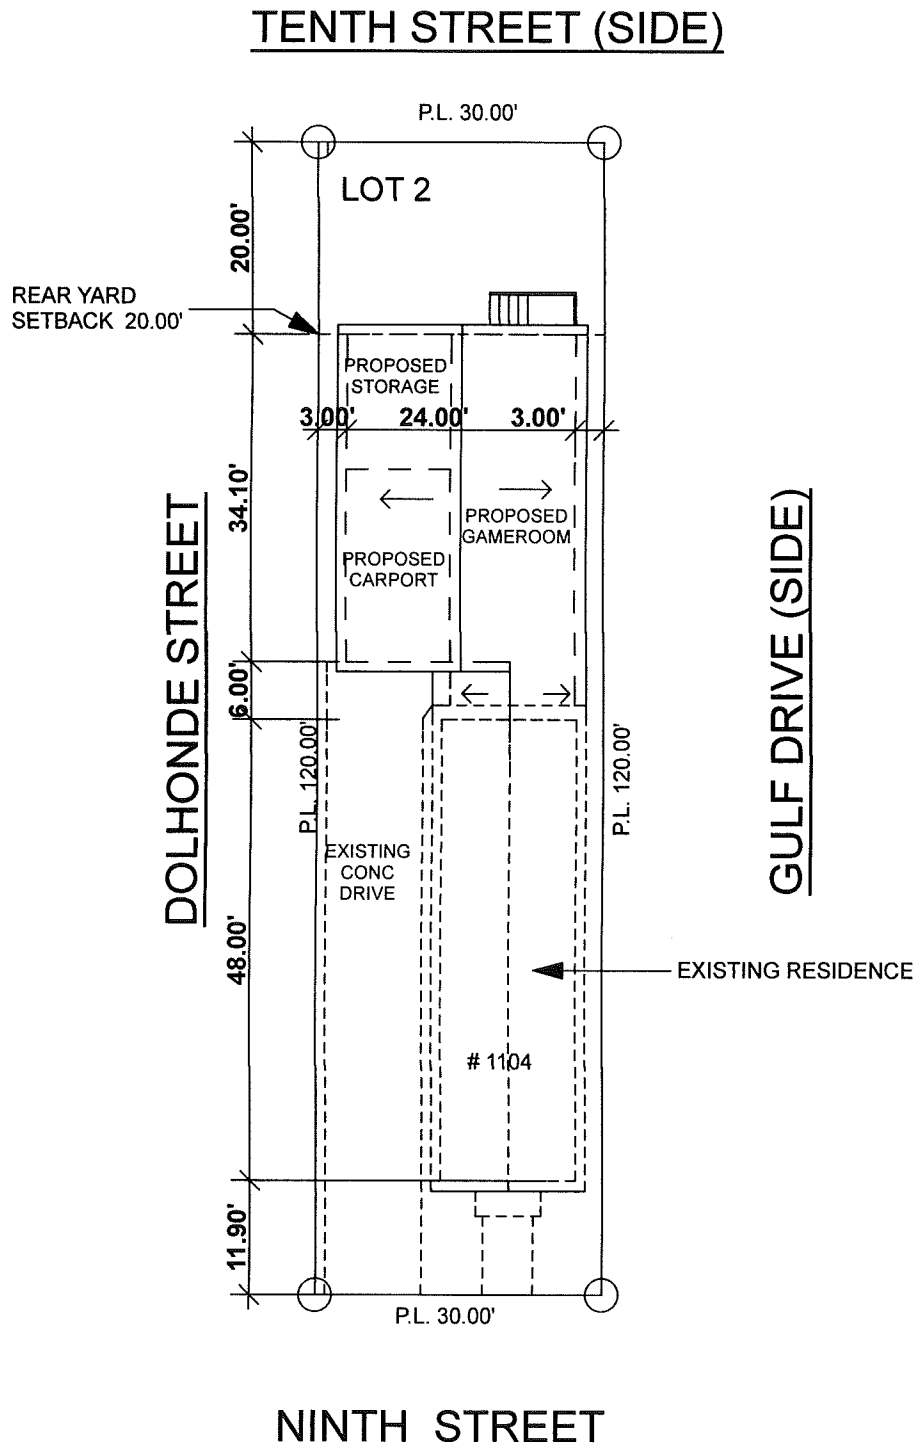 TENTH STREET (SIDE)
P.L. 30.00'
LOT 2
20.00'
REAR YARD
SETBACK 20.00'
PROPOSED
STORAGE
3.00' 24.00' 3.00'
34.10'
PROPOSED
GAMEROOM
PROPOSED
CARPORT
DOLHONDE STREET
GULF DRIVE (SIDE)
6.00'
P.L. 120.00'
P.L. 120.00'
EXISTING
CONC
DRIVE
48.00'
EXISTING RESIDENCE
# 1104
11.90'
P.L. 30.00'
NINTH STREET